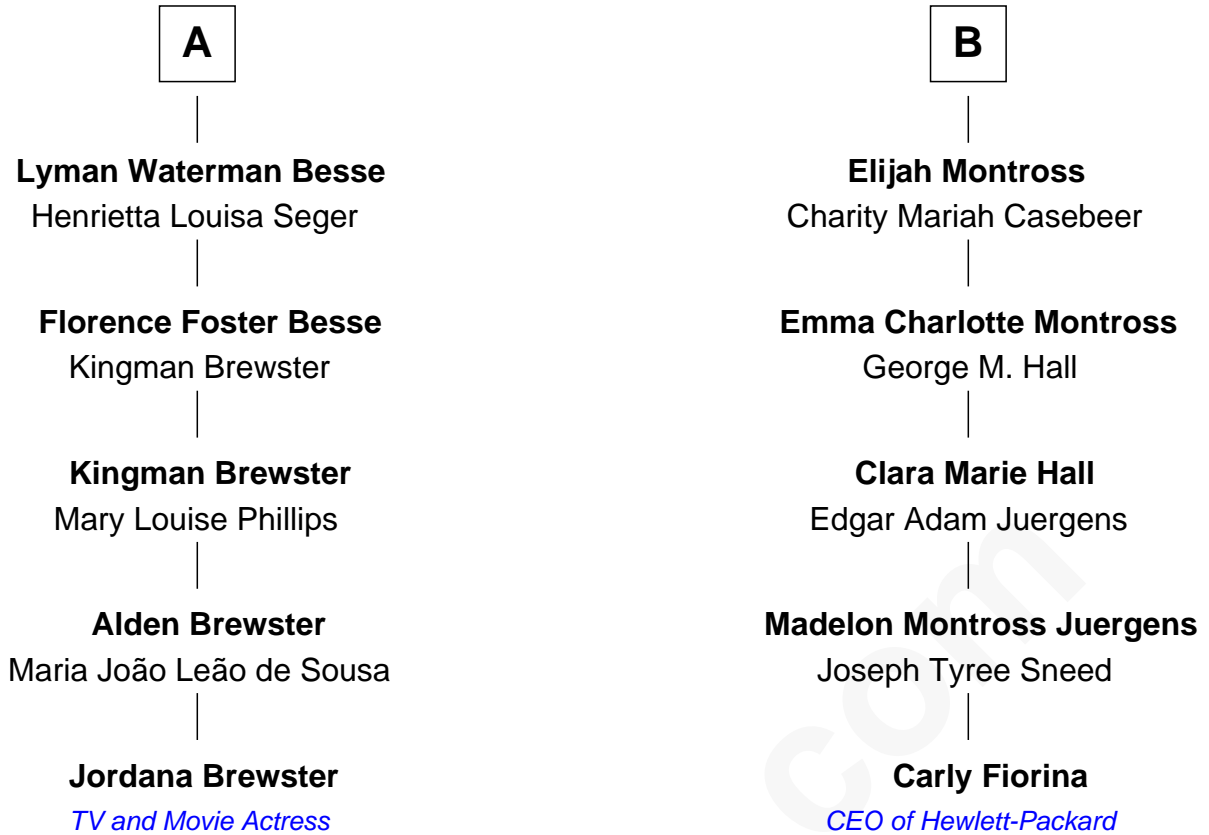 A
B
Lyman Waterman Besse
Henrietta Louisa Seger
Elijah Montross
Charity Mariah Casebeer
Florence Foster Besse
Kingman Brewster
Emma Charlotte Montross
George M. Hall
Kingman Brewster
Mary Louise Phillips
Clara Marie Hall
Edgar Adam Juergens
Alden Brewster
Maria João Leão de Sousa
Madelon Montross Juergens
Joseph Tyree Sneed
Jordana Brewster
TV and Movie Actress
Carly Fiorina
CEO of Hewlett-Packard
com